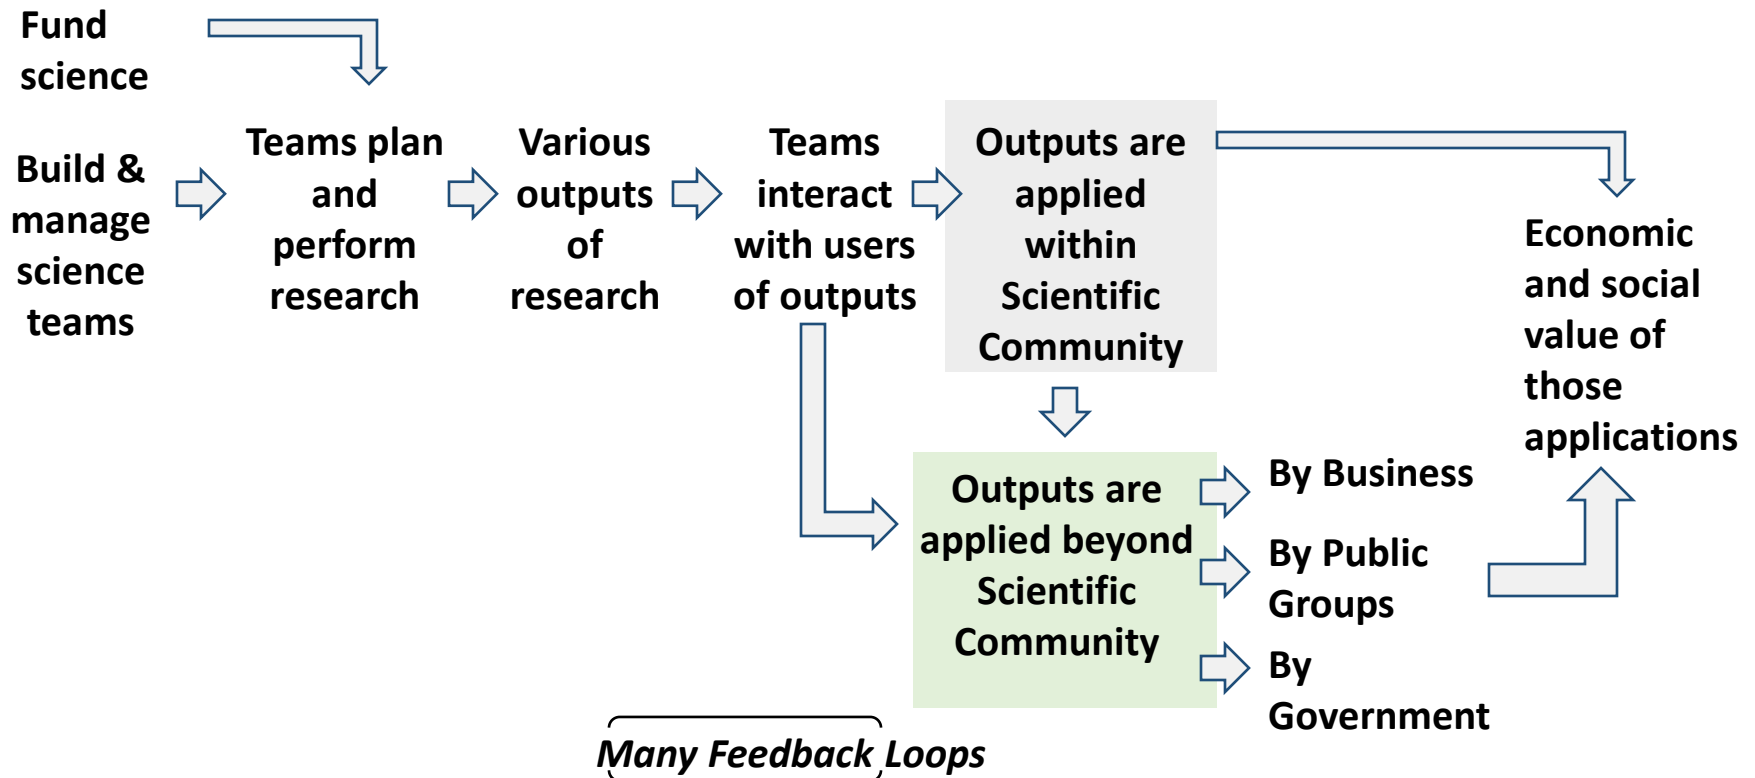 Fund
science
Build &
manage
science
teams
Teams plan
and
perform
research
Various
outputs
of
research
Teams
interact
with users
of outputs
Outputs are
applied
within
Scientific
Community
Outputs are
applied beyond
Scientific
Community
By Business
By Public
Groups
By
Government
Economic
and social
value of
those
applications
Many Feedback Loops